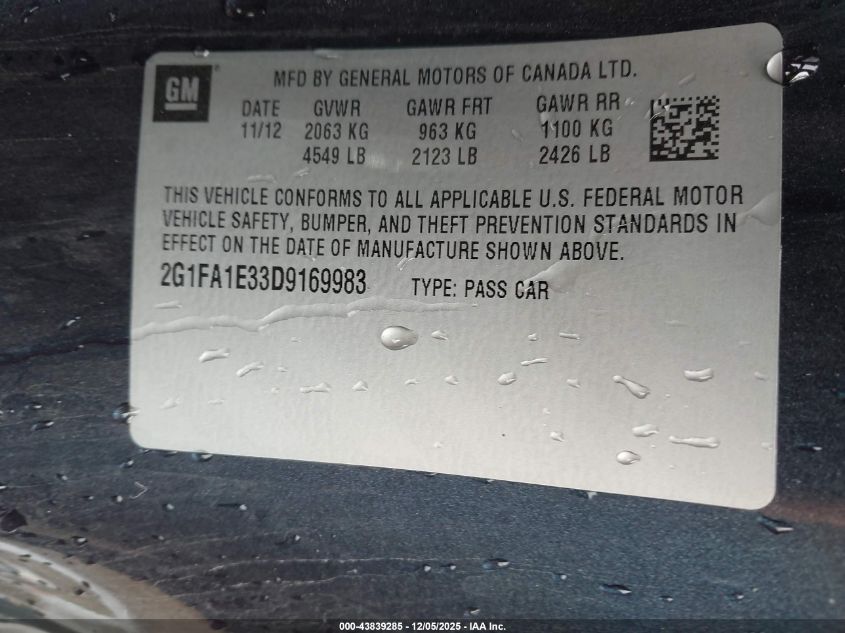 GM
MFD BY GENERAL MOTORS OF CANADA LTD.
DATE GVWR GAWR FRT GAWR RR
11/12 2063 KG 963 KG 1100 KG
4549 LB 2123 LB 2426 LB
THIS VEHICLE CONFORMS TO ALL APPLICABLE U.S. FEDERAL MOTOR
VEHICLE SAFETY, BUMPER, AND THEFT PREVENTION STANDARDS IN
EFFECT ON THE DATE OF MANUFACTURE SHOWN ABOVE.
2G1FA1E33D9169983 TYPE: PASS CAR
000-43839285 - 12/05/2025 - IAA Inc.